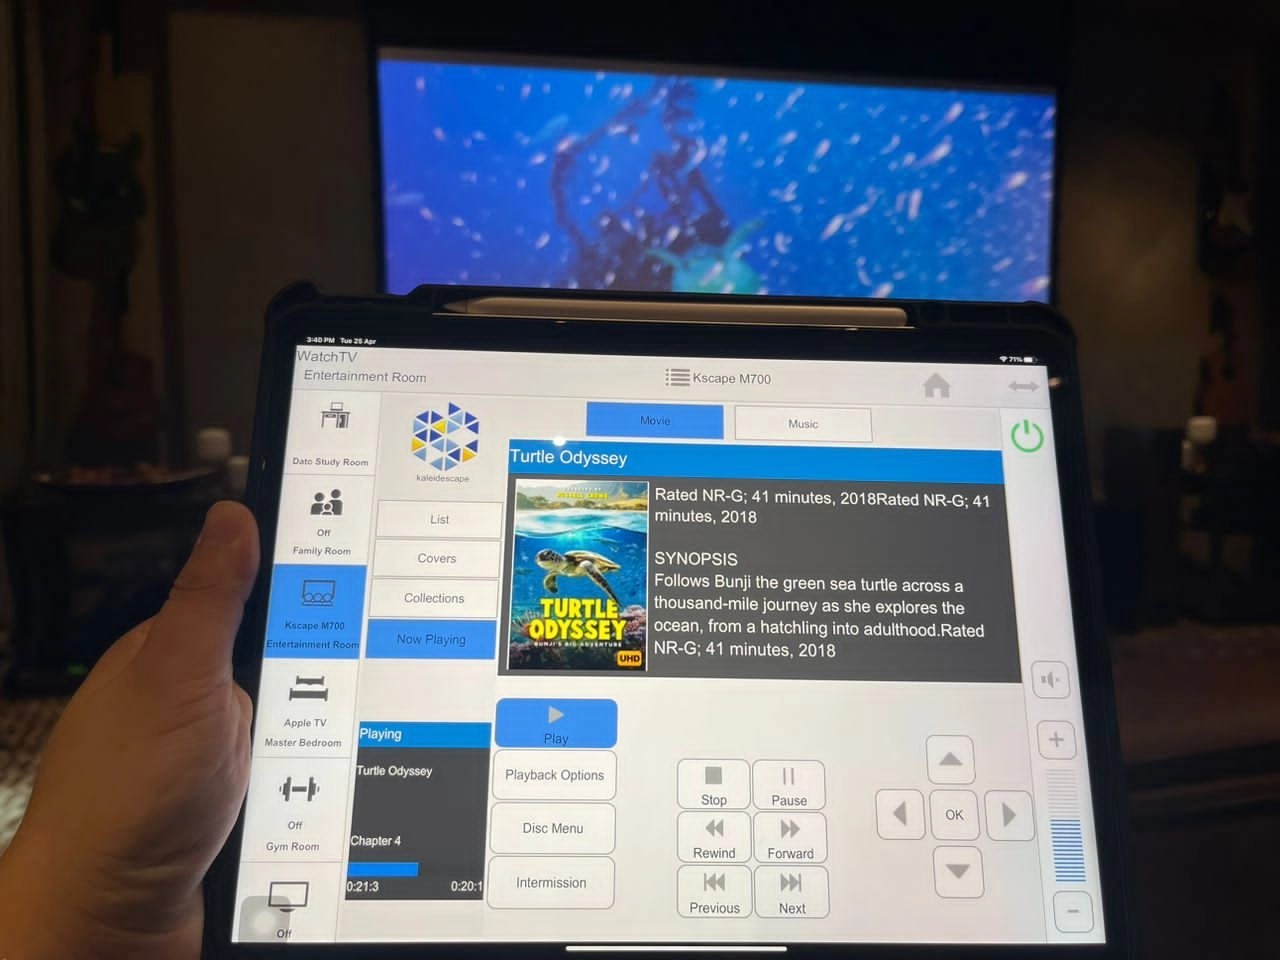 3:40 PM Tue 25 Apr
71%
WatchTV
Entertainment Room
Kscape M700
Dato Study Room
Off
Family Room
Kscape M700
Entertainment Room
Apple TV
Master Bedroom
Off
Gym Room
Off
kaleidescape
List
Covers
Collections
Now Playing
Movie
Music
Turtle Odyssey
RUSSELL CROWE
TURTLE
ODYSSEY
BUNJI'S BIG ADVENTURE
UHD
Rated NR-G; 41 minutes, 2018Rated NR-G; 41
minutes, 2018
SYNOPSIS
Follows Bunji the green sea turtle across a
thousand-mile journey as she explores the
ocean, from a hatchling into adulthood.Rated
NR-G; 41 minutes, 2018
Playing
Turtle Odyssey
Chapter 4
0:21:3
0:20:1
Play
Playback Options
Disc Menu
Intermission
Stop
Pause
Rewind
Forward
Previous
Next
OK